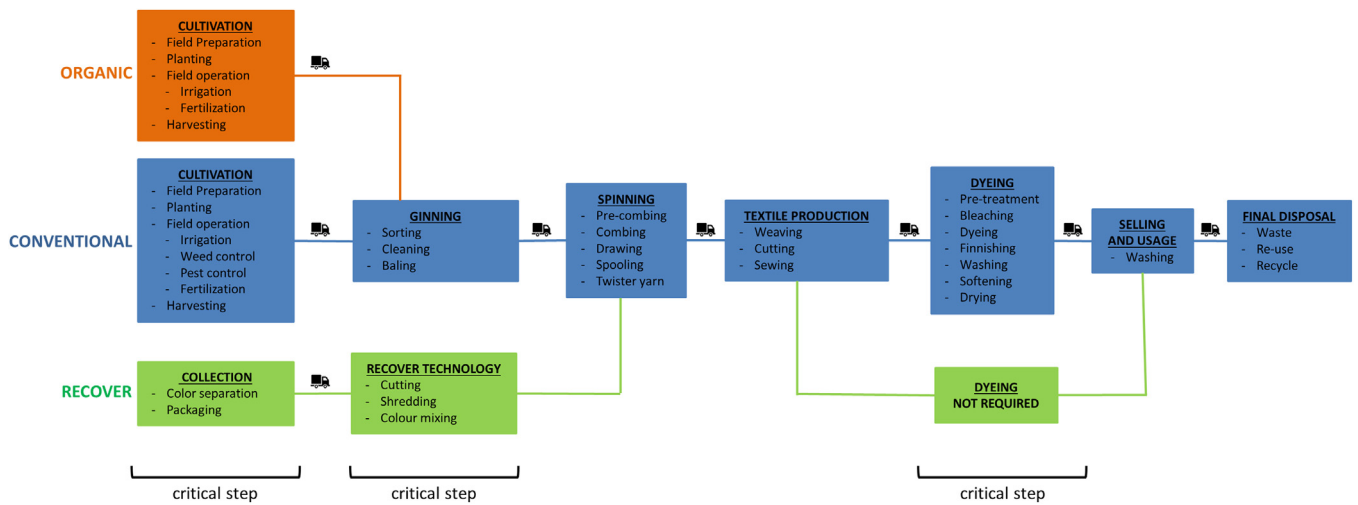 ORGANIC
CULTIVATION
- Field Preparation
- Planting
- Field operation
- Irrigation
- Fertilization
- Harvesting
CONVENTIONAL
CULTIVATION
- Field Preparation
- Planting
- Field operation
- Irrigation
- Weed control
- Pest control
- Fertilization
- Harvesting
GINNING
- Sorting
- Cleaning
- Baling
SPINNING
- Pre-combing
- Combing
- Drawing
- Spooling
- Twister yarn
TEXTILE PRODUCTION
- Weaving
- Cutting
- Sewing
DYEING
- Pre-treatment
- Bleaching
- Dyeing
- Finnishing
- Washing
- Softening
- Drying
SELLING
AND USAGE
- Washing
FINAL DISPOSAL
- Waste
- Re-use
- Recycle
RECOVER
COLLECTION
- Color separation
- Packaging
RECOVER TECHNOLOGY
- Cutting
- Shredding
- Colour mixing
DYEING
NOT REQUIRED
critical step
critical step
critical step